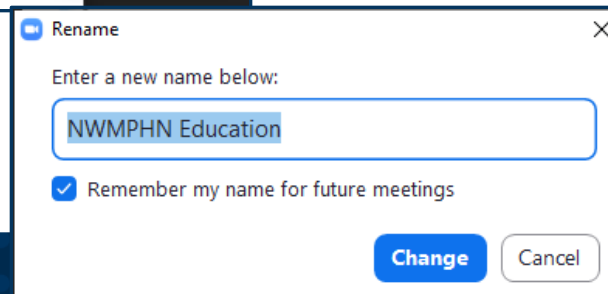 Rename
Enter a new name below:
NWMPHN Education
Remember my name for future meetings
Change Cancel